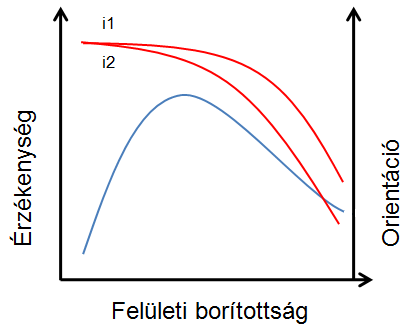 i1
i2
Érzékenység
Orientáció
Felületi borítottság